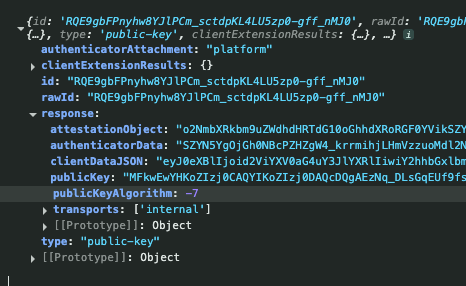 {id: 'RQE9gbFPnyhw8YJlPCm_sctdpKL4LU5zp0-gff_nMJ0', rawId: 'RQE9gbF
{…}, type: 'public-key', clientExtensionResults: {…}, …} i
authenticatorAttachment: "platform"
clientExtensionResults: {}
id: "RQE9gbFPnyhw8YJlPCm_sctdpKL4LU5zp0-gff_nMJ0"
rawId: "RQE9gbFPnyhw8YJlPCm_sctdpKL4LU5zp0-gff_nMJ0"
response:
attestationObject: "o2NmbXRkbm9uZWdhdHRTdG10oGhhdXRoRGF0YVikSZY
authenticatorData: "SZYN5YgOjGh0NBcPZHZgW4_krrmihjLHmVzzuoMdl2N
clientDataJSON: "eyJ0eXBlIjoid2ViYXV0aG4uY3JlYXRlIiwiY2hhbGxlbm
publicKey: "MFkwEwYHKoZIzj0CAQYIKoZIzj0DAQcDQgAEzNq_DLsGqEUf9fs
publicKeyAlgorithm: -7
transports: ['internal']
[[Prototype]]: Object
type: "public-key"
[[Prototype]]: Object